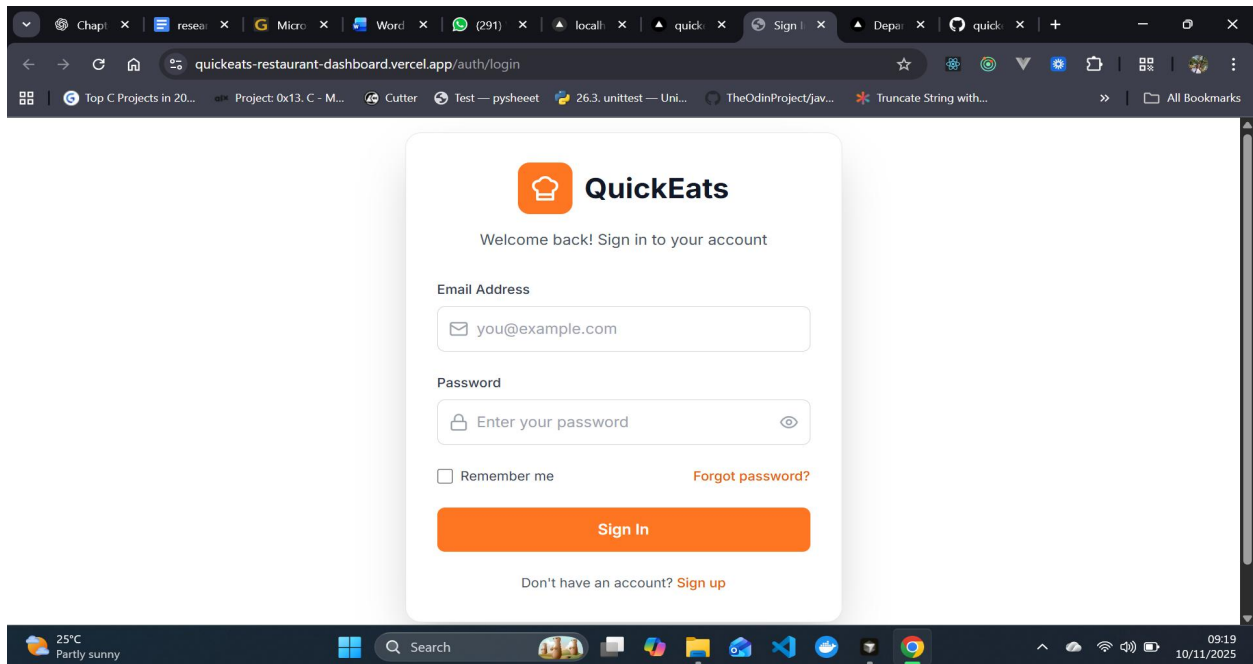 Chapt
resear
Micro
Word
(291)
localh
quick
Sign I
Depar
quick
quickeats-restaurant-dashboard.vercel.app/auth/login
Top C Projects in 20...
Project: 0x13. C - M...
Cutter
Test — pysheeet
26.3. unittest — Uni...
TheOdinProject/jav...
Truncate String with...
All Bookmarks
QuickEats
Welcome back! Sign in to your account
Email Address
you@example.com
Password
Enter your password
Remember me
Forgot password?
Sign In
Don't have an account? Sign up
25°C
Partly sunny
Search
09:19
10/11/2025